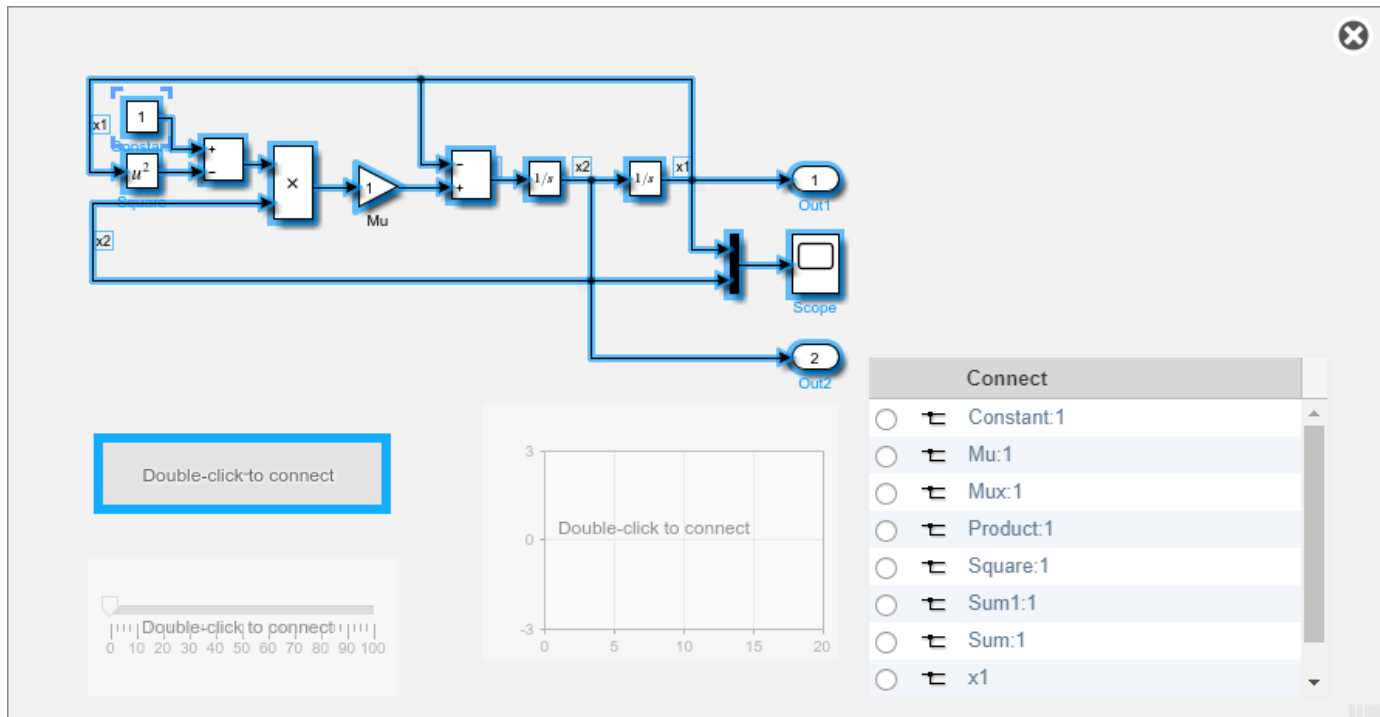 x1
1
Constan
+
−
u²
Square
×
1
Mu
−
+
1/s
x2
1/s
x1
1
Out1
x2
Scope
2
Out2
Connect
Constant:1
Mu:1
Mux:1
Product:1
Square:1
Sum1:1
Sum:1
x1
Double-click to connect
3
0
-3
Double-click to connect
0 5 10 15 20
Double-click to connect
0 10 20 30 40 50 60 70 80 90 100